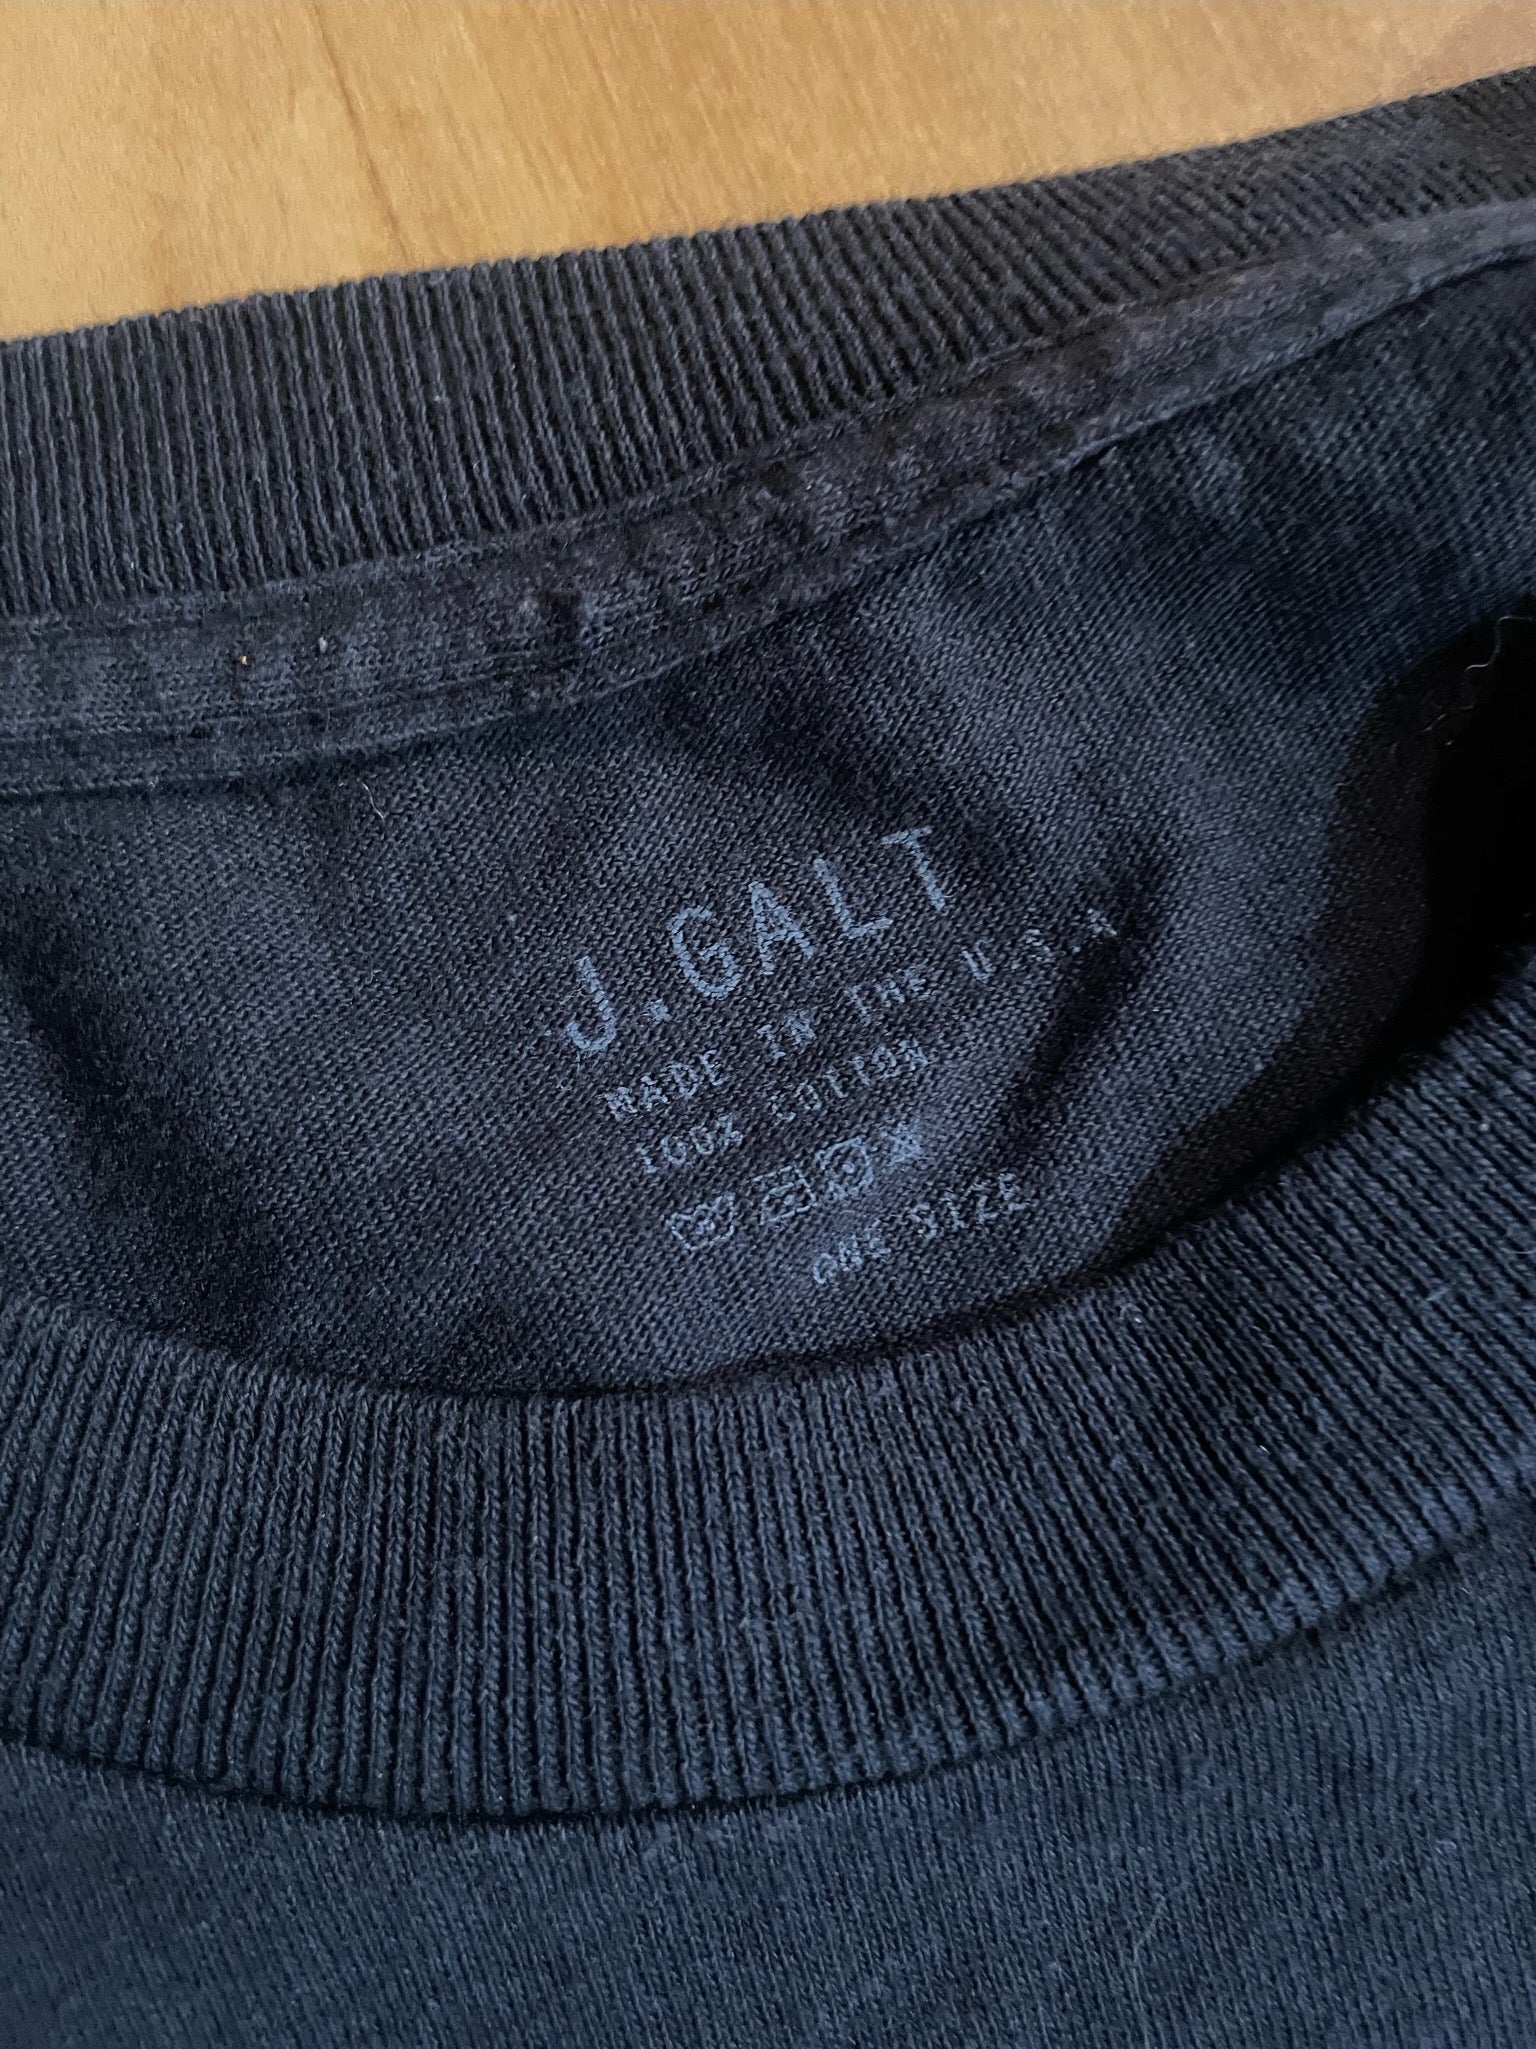 J.GALT
MADE IN THE U.S.A
100% COTTON
ONE SIZE